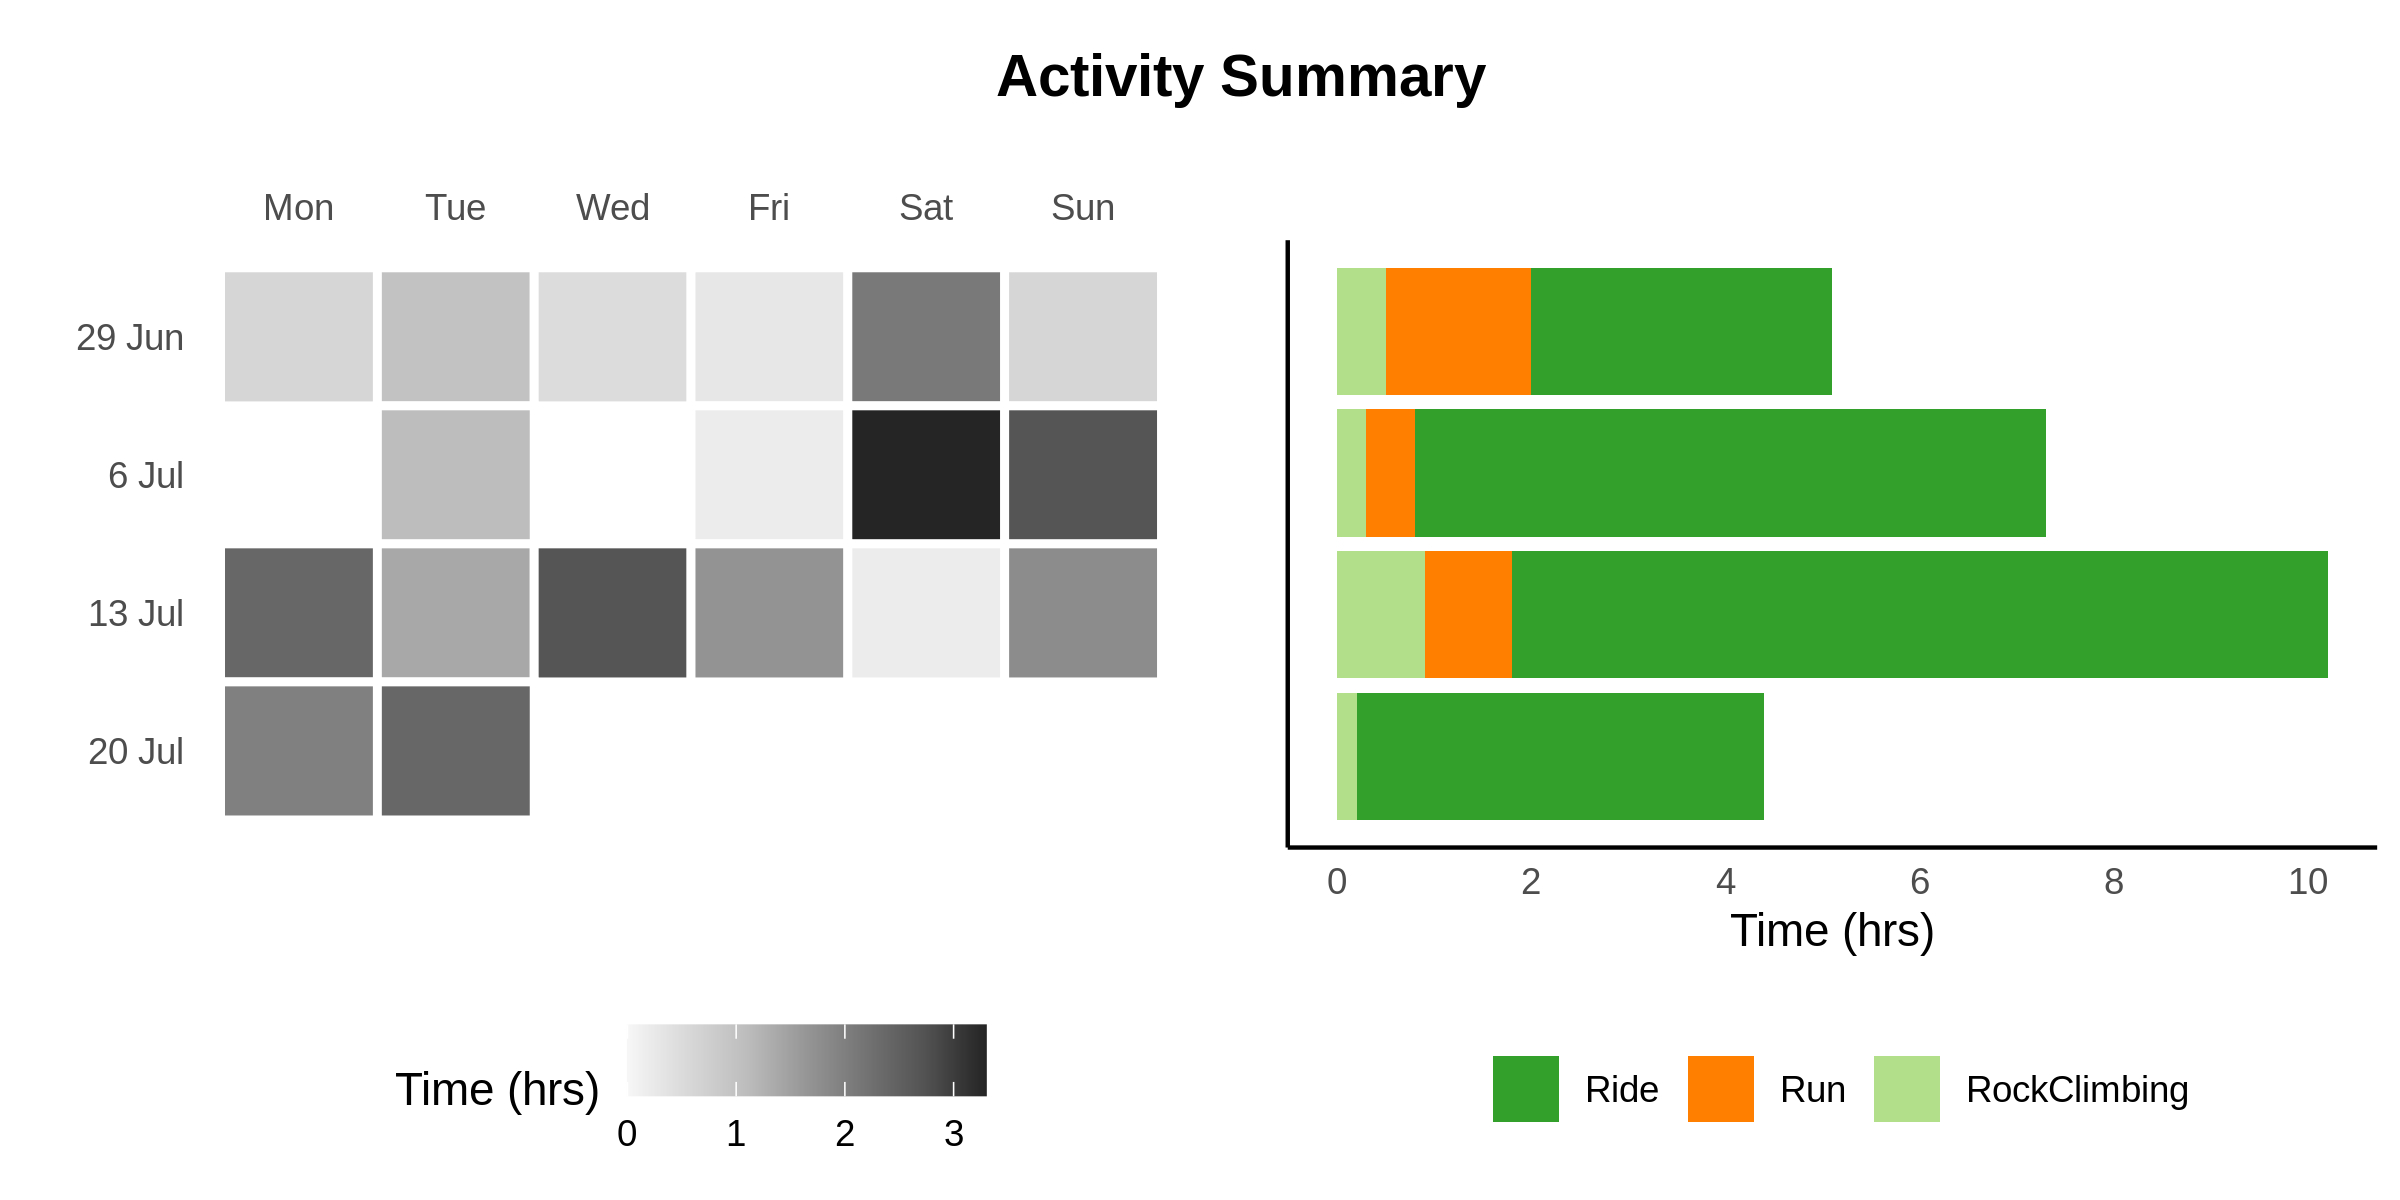 Activity Summary
Mon Tue Wed Fri Sat Sun
29 Jun
6 Jul
13 Jul
20 Jul
0 2 4 6 8 10
Time (hrs)
Time (hrs)
0 1 2 3
Ride Run RockClimbing